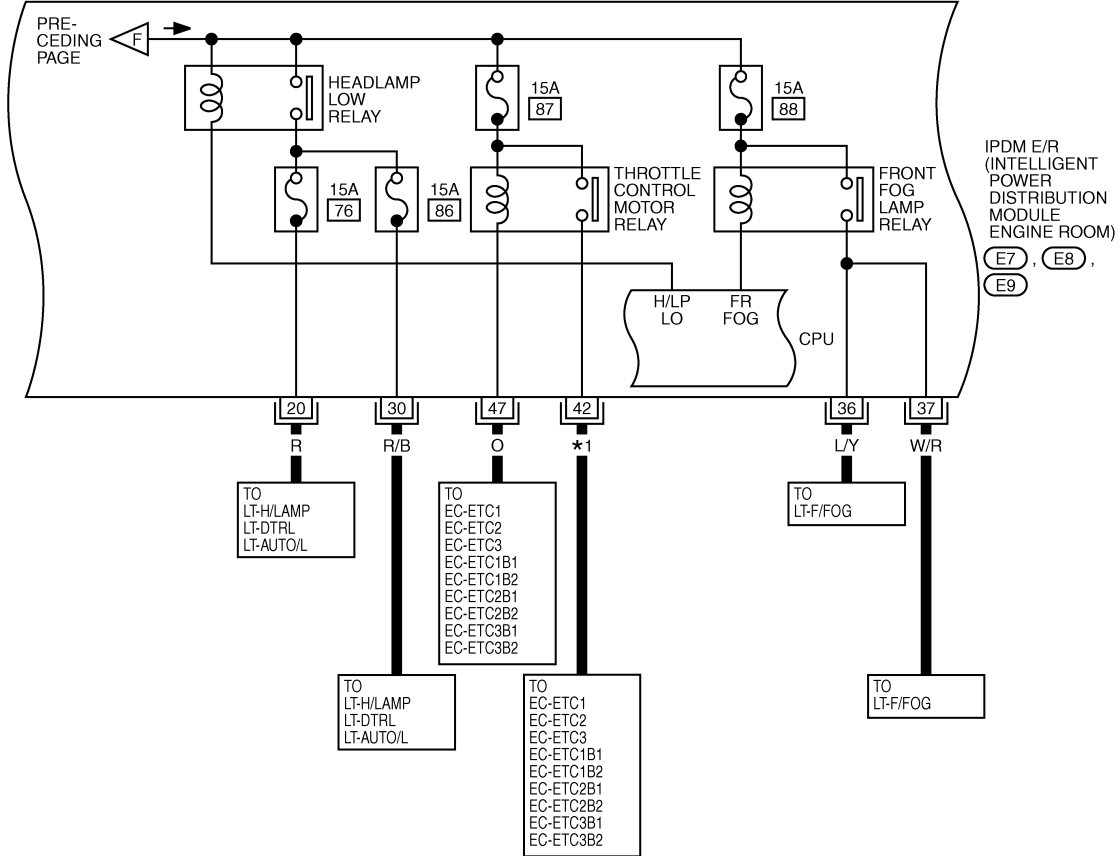 PRE-
CEDING
PAGE
F
HEADLAMP
LOW
RELAY
15A
87
15A
88
15A
76
15A
86
THROTTLE
CONTROL
MOTOR
RELAY
FRONT
FOG
LAMP
RELAY
IPDM E/R
(INTELLIGENT
POWER
DISTRIBUTION
MODULE
ENGINE ROOM)
E7 , E8 ,
E9
H/LP
LO
FR
FOG
CPU
20
30
47
42
36
37
R
R/B
O
*1
L/Y
W/R
TO
LT-H/LAMP
LT-DTRL
LT-AUTO/L
TO
EC-ETC1
EC-ETC2
EC-ETC3
EC-ETC1B1
EC-ETC1B2
EC-ETC2B1
EC-ETC2B2
EC-ETC3B1
EC-ETC3B2
TO
LT-F/FOG
TO
LT-H/LAMP
LT-DTRL
LT-AUTO/L
TO
EC-ETC1
EC-ETC2
EC-ETC3
EC-ETC1B1
EC-ETC1B2
EC-ETC2B1
EC-ETC2B2
EC-ETC3B1
EC-ETC3B2
TO
LT-F/FOG